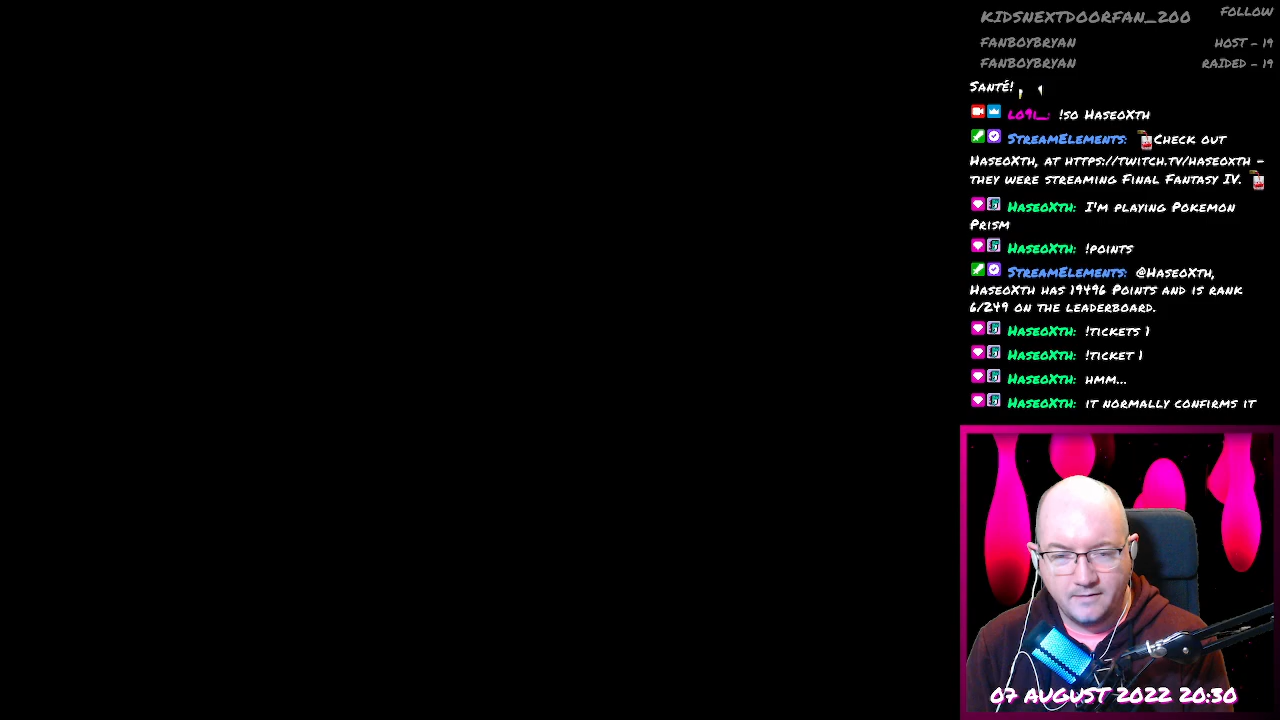 KIDSNEXTDOORFAN_200 FOLLOW
FANBOYBRYAN HOST - 19
FANBOYBRYAN RAIDED - 19
SANTÉ!
LO91_: !SO HASEOXTH
STREAMELEMENTS: CHECK OUT
HASEOXTH, AT HTTPS://TWITCH.TV/HASEOXTH -
THEY WERE STREAMING FINAL FANTASY IV.
HASEOXTH: I'M PLAYING POKEMON
PRISM
HASEOXTH: !POINTS
STREAMELEMENTS: @HASEOXTH,
HASEOXTH HAS 19496 POINTS AND IS RANK
6/249 ON THE LEADERBOARD.
HASEOXTH: !TICKETS 1
HASEOXTH: !TICKET 1
HASEOXTH: HMM...
HASEOXTH: IT NORMALLY CONFIRMS IT
07 AUGUST 2022 20:30